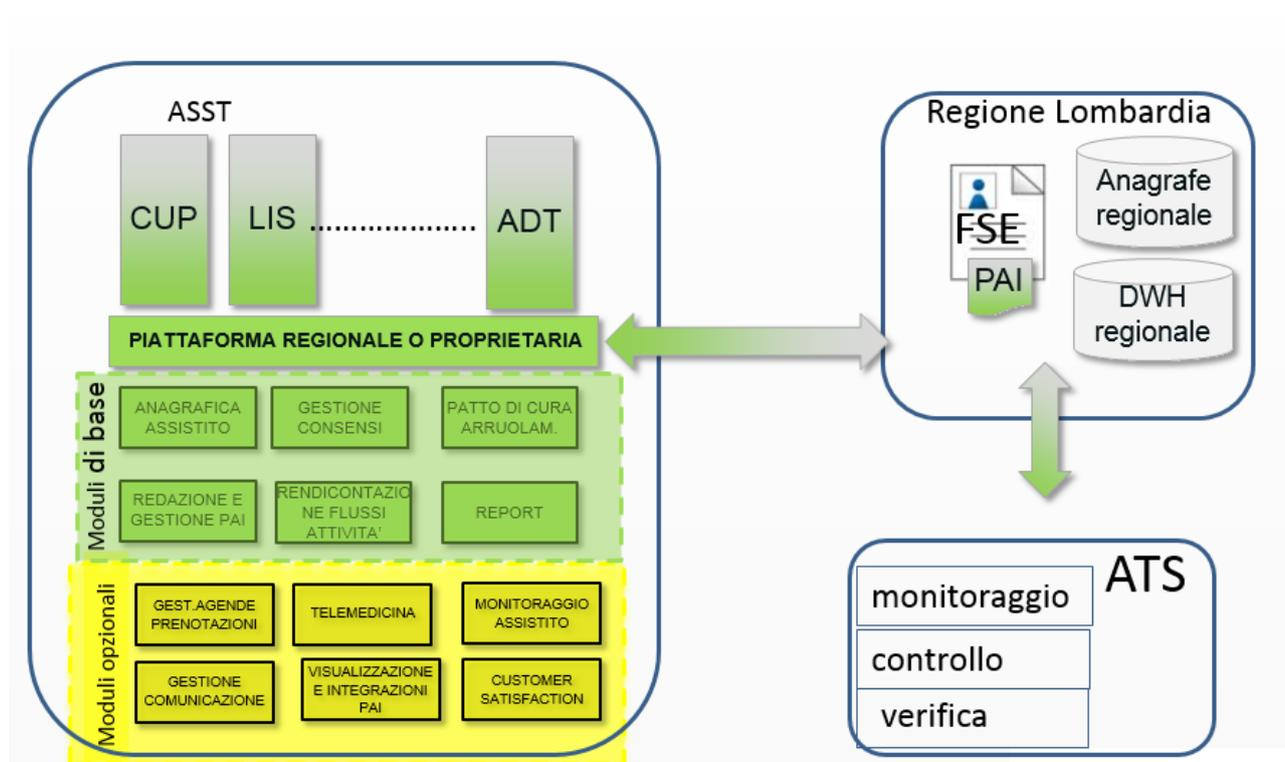 ASST
CUP
LIS
...................
ADT
PIATTAFORMA REGIONALE O PROPRIETARIA
Moduli di base
ANAGRAFICA
ASSISTITO
GESTIONE
CONSENSI
PATTO DI CURA
ARRUOLAM.
REDAZIONE E
GESTIONE PAI
RENDICONTAZIO
NE FLUSSI
ATTIVITA'
REPORT
Moduli opzionali
GEST.AGENDE
PRENOTAZIONI
TELEMEDICINA
MONITORAGGIO
ASSISTITO
GESTIONE
COMUNICAZIONE
VISUALIZZAZIONE
E INTEGRAZIONI
PAI
CUSTOMER
SATISFACTION
Regione Lombardia
FSE
PAI
Anagrafe
regionale
DWH
regionale
ATS
monitoraggio
controllo
verifica